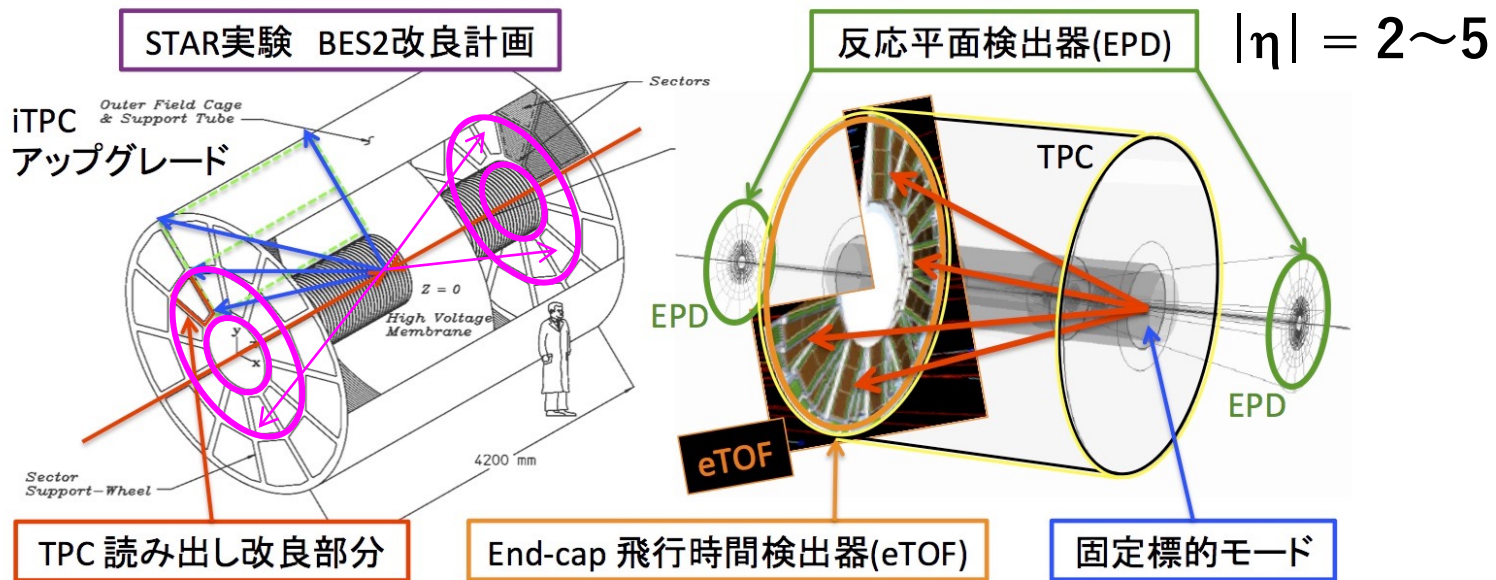 STAR実験 BES2改良計画
反応平面検出器(EPD)
|η| = 2～5
iTPC
アップグレード
Outer Field Cage
& Support Tube
Sectors
TPC
Z = 0
High Voltage
Membrane
y
x
EPD
EPD
eTOF
4200 mm
Sector
Support-Wheel
TPC 読み出し改良部分
End-cap 飛行時間検出器(eTOF)
固定標的モード